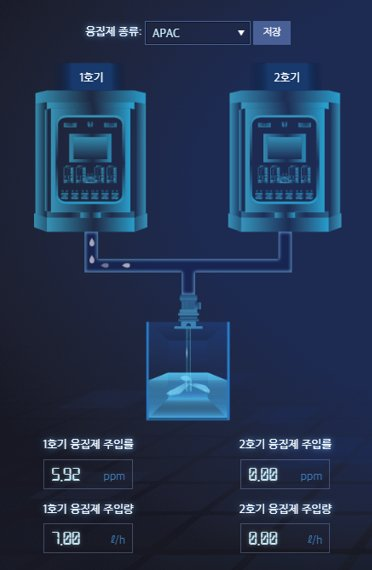 응집제 종류: APAC 저장
1호기 2호기
1호기 응집제 주입률 2호기 응집제 주입률
5.92 ppm 0.00 ppm
1호기 응집제 주입량 2호기 응집제 주입량
7.00 ℓ/h 0.00 ℓ/h